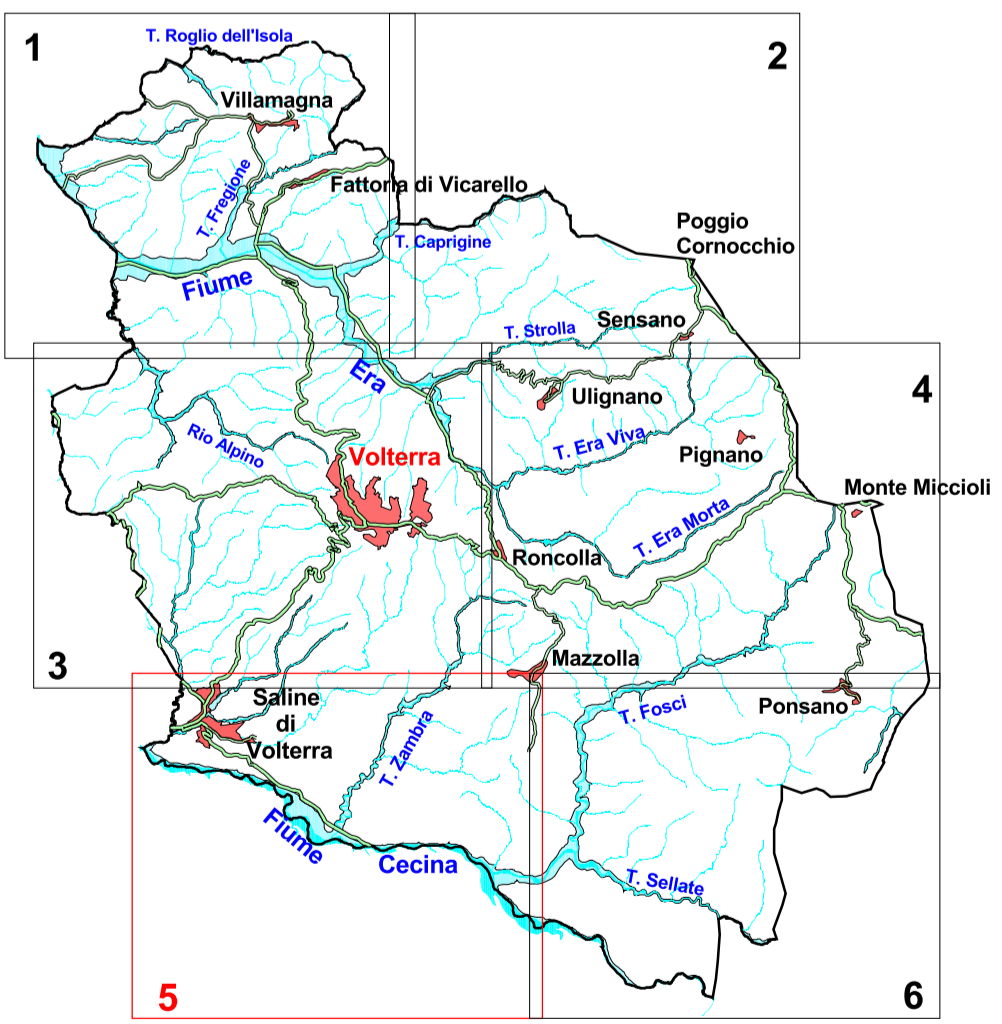 1
T. Roglio dell'Isola
2
Villamagna
Fattoria di Vicarello
T. Fregione
T. Caprigine
Poggio
Cornocchio
Fiume
Era
T. Strolla
Sensano
4
Ulignano
T. Era Viva
Pignano
Rio Alpino
Volterra
Monte Miccioli
T. Era Morta
Roncolla
3
Mazzolla
Saline
di
Volterra
T. Zambra
T. Fosci
Ponsano
Fiume
Cecina
T. Sellate
5
6